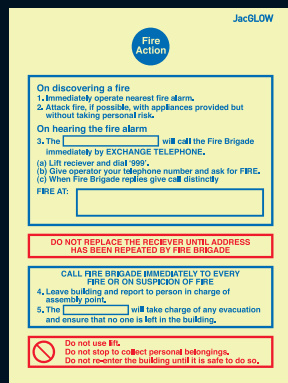 JacGLOW
Fire
Action
On discovering a fire
1. Immediately operate nearest fire alarm.
2. Attack fire, if possible, with appliances provided but
without taking personal risk.
On hearing the fire alarm
3. The will call the Fire Brigade
immediately by EXCHANGE TELEPHONE.
(a) Lift reciever and dial '999'.
(b) Give operator your telephone number and ask for FIRE.
(c) When Fire Brigade replies give call distinctly
FIRE AT:
DO NOT REPLACE THE RECIEVER UNTIL ADDRESS
HAS BEEN REPEATED BY FIRE BRIGADE
CALL FIRE BRIGADE IMMEDIATELY TO EVERY
FIRE OR ON SUSPICION OF FIRE
4. Leave building and report to person in charge of
assembly point.
5. The will take charge of any evacuation
and ensure that no one is left in the building.
Do not use lift.
Do not stop to collect personal belongings.
Do not re-enter the building until it is safe to do so.